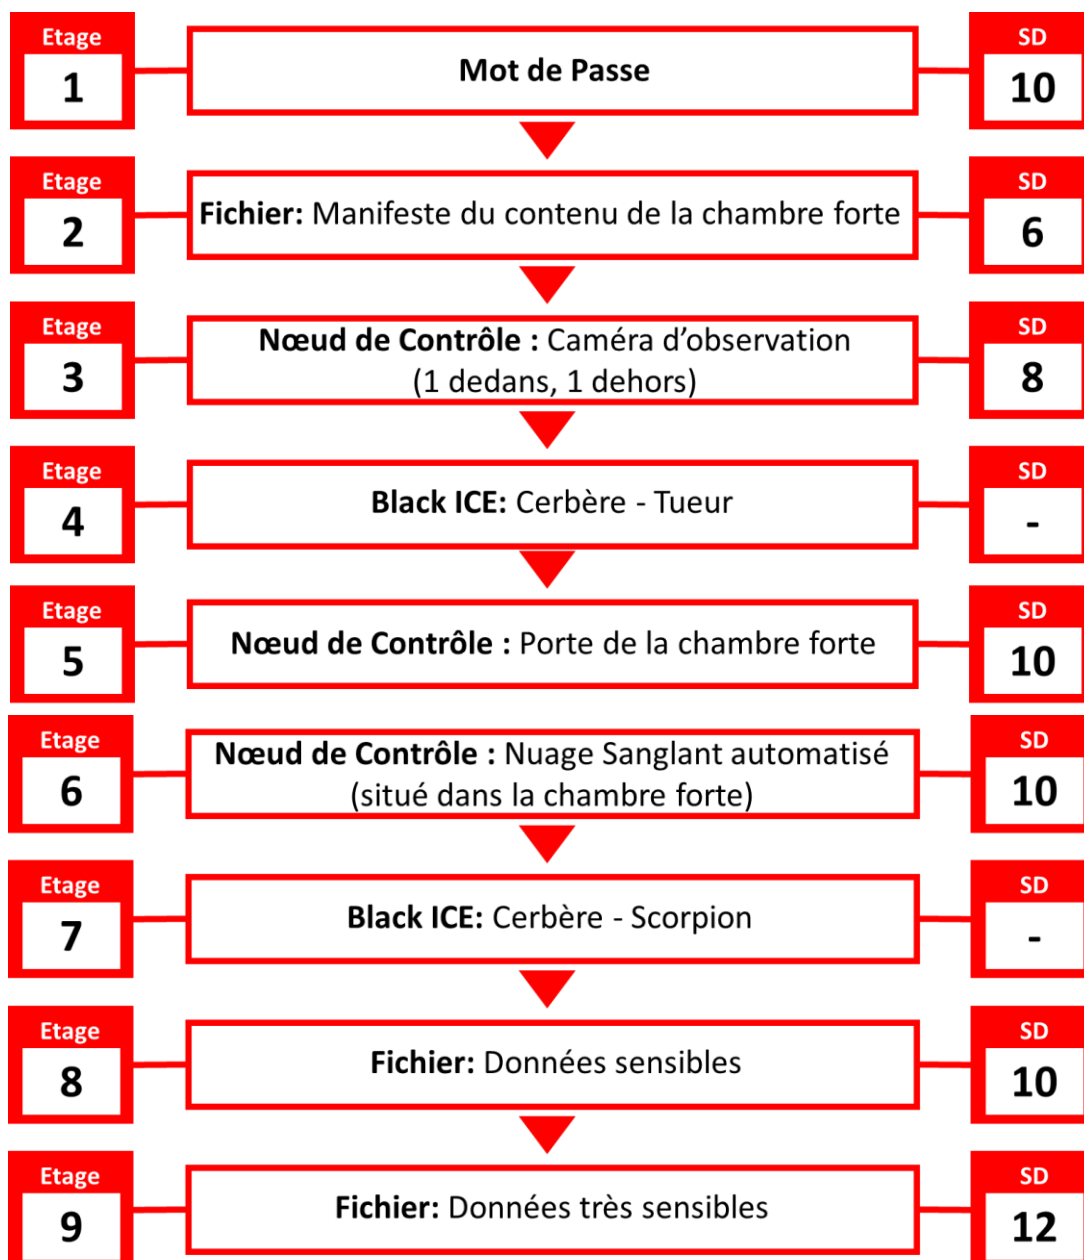 Etage
1
Mot de Passe
SD
10
Etage
2
Fichier: Manifeste du contenu de la chambre forte
SD
6
Etage
3
Nœud de Contrôle : Caméra d’observation
(1 dedans, 1 dehors)
SD
8
Etage
4
Black ICE: Cerbère - Tueur
SD
-
Etage
5
Nœud de Contrôle : Porte de la chambre forte
SD
10
Etage
6
Nœud de Contrôle : Nuage Sanglant automatisé
(situé dans la chambre forte)
SD
10
Etage
7
Black ICE: Cerbère - Scorpion
SD
-
Etage
8
Fichier: Données sensibles
SD
10
Etage
9
Fichier: Données très sensibles
SD
12